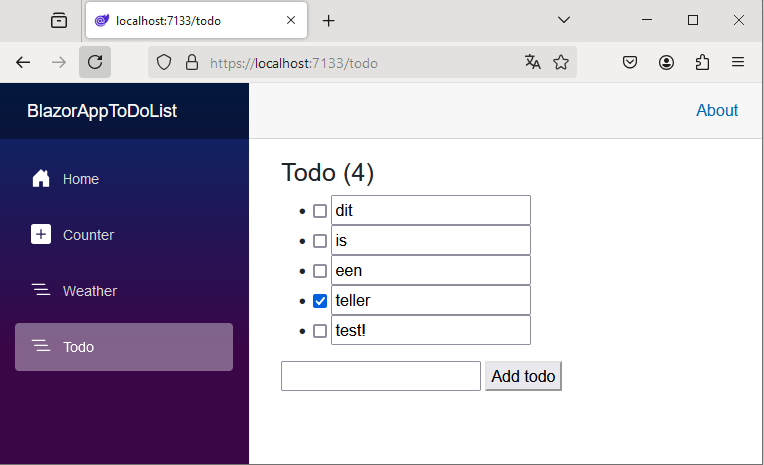 localhost:7133/todo
https://localhost:7133/todo
BlazorAppToDoList
About
Home
Counter
Weather
Todo
Todo (4)
dit
is
een
teller
test!
Add todo